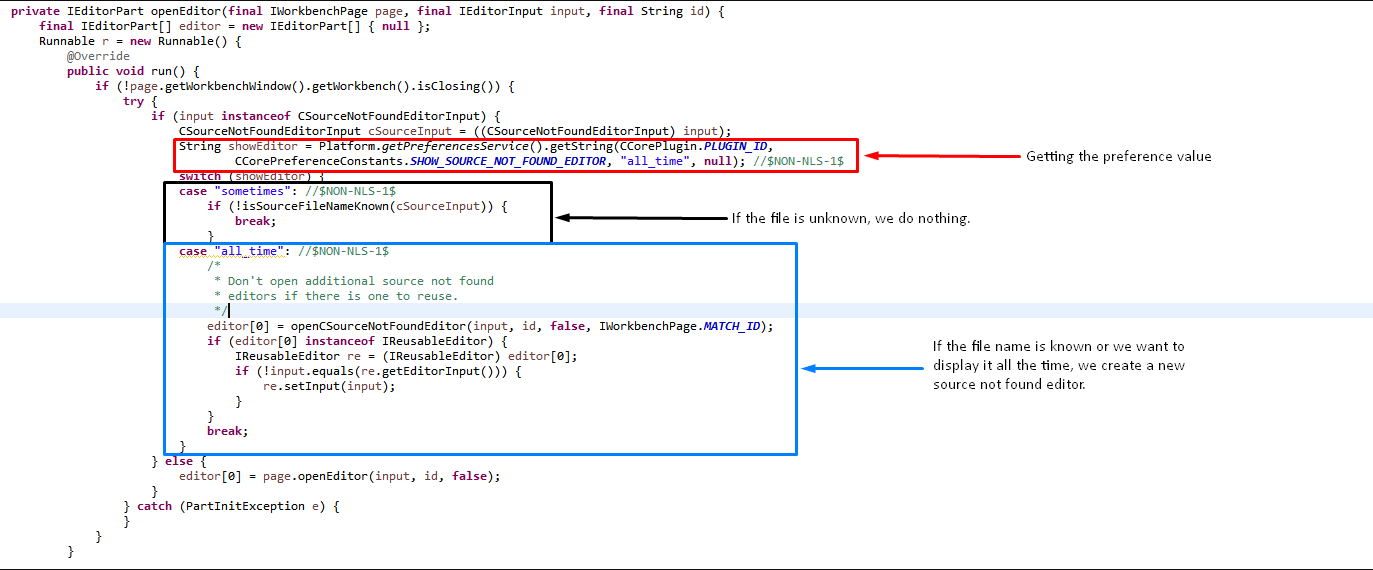 private IEditorPart openEditor(final IWorkbenchPage page, final IEditorInput input, final String id) {
final IEditorPart[] editor = new IEditorPart[] { null };
Runnable r = new Runnable() {
@Override
public void run() {
if (!page.getWorkbenchWindow().getWorkbench().isClosing()) {
try {
if (input instanceof CSourceNotFoundEditorInput) {
CSourceNotFoundEditorInput cSourceInput = ((CSourceNotFoundEditorInput) input);
String showEditor = Platform.getPreferencesService().getString(CCorePlugin.PLUGIN_ID,
CCorePreferenceConstants.SHOW_SOURCE_NOT_FOUND_EDITOR, "all_time", null); //$NON-NLS-1$
Getting the preference value
switch (showEditor) {
case "sometimes": //$NON-NLS-1$
if (!isSourceFileNameKnown(cSourceInput)) {
break;
}
If the file is unknown, we do nothing.
case "all_time": //$NON-NLS-1$
/*
* Don't open additional source not found
* editors if there is one to reuse.
*/
editor[0] = openCSourceNotFoundEditor(input, id, false, IWorkbenchPage.MATCH_ID);
if (editor[0] instanceof IReusableEditor) {
IReusableEditor re = (IReusableEditor) editor[0];
if (!input.equals(re.getEditorInput())) {
re.setInput(input);
}
}
break;
}
If the file name is known or we want to
display it all the time, we create a new
source not found editor.
} else {
editor[0] = page.openEditor(input, id, false);
}
} catch (PartInitException e) {
}
}
}